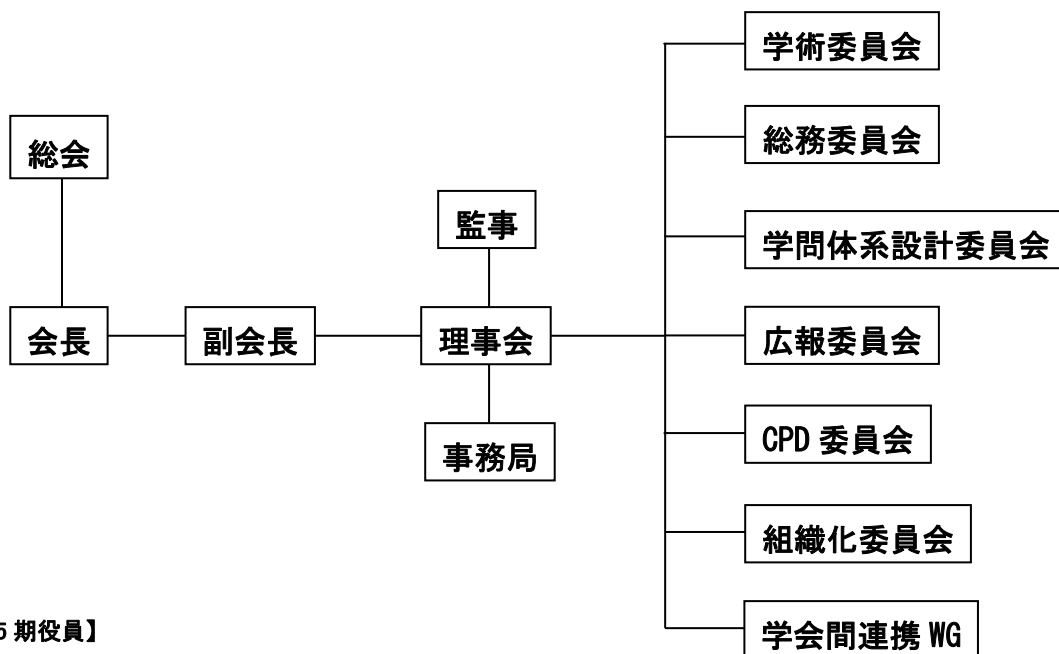 学術委員会
総務委員会
総会
監事
学問体系設計委員会
会長
副会長
理事会
広報委員会
CPD 委員会
事務局
組織化委員会
期役員】
学会間連携 WG